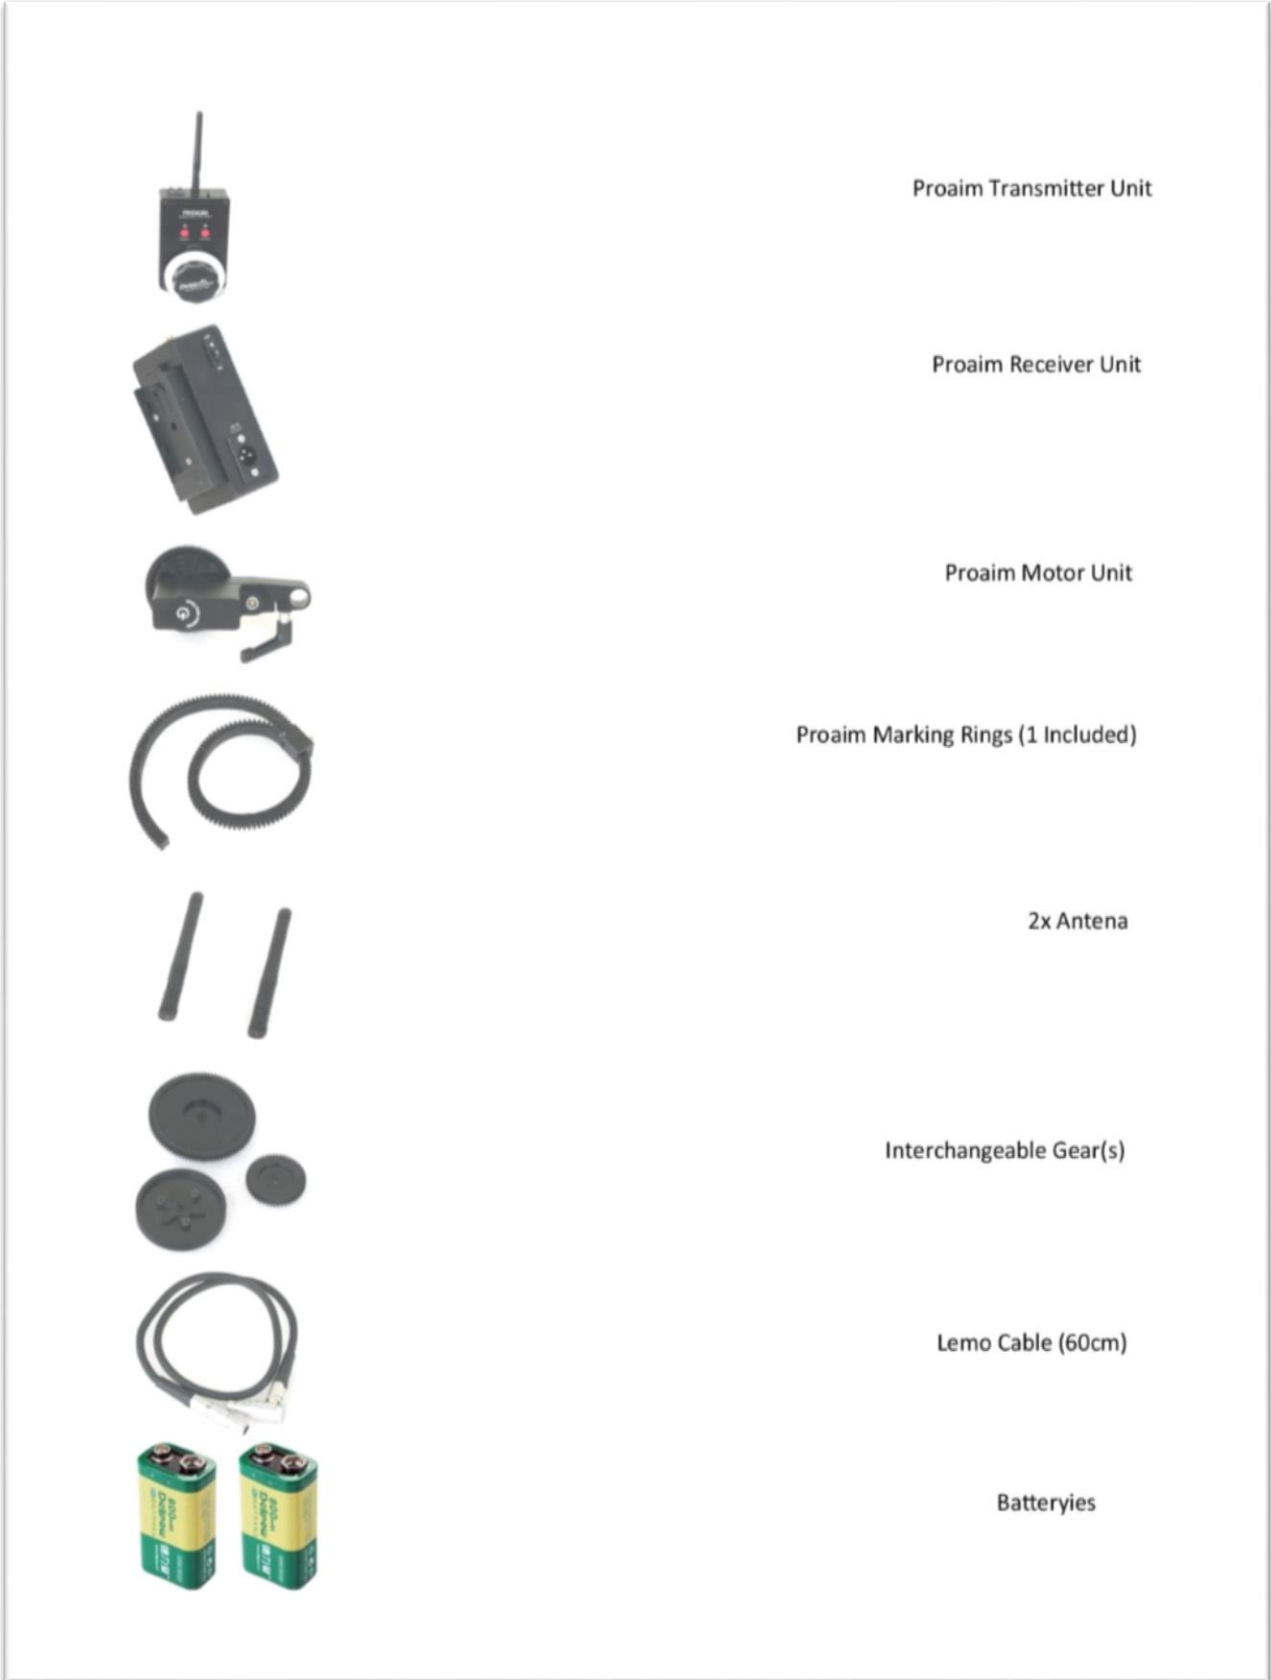 PROAIM
Proaim Transmitter Unit
Proaim Receiver Unit
Proaim Motor Unit
Proaim Marking Rings (1 Included)
2x Antena
Interchangeable Gear(s)
Lemo Cable (60cm)
Batteryies